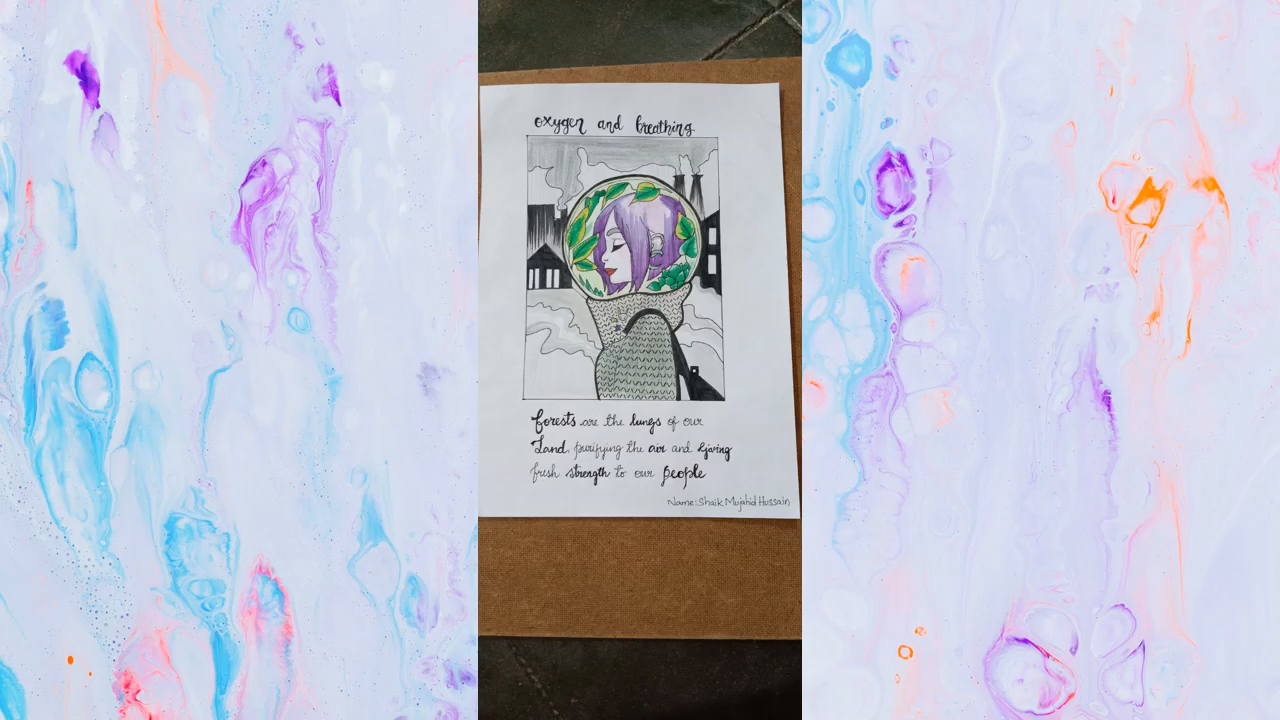 oxygen and breathing
forests are the lungs of our
Land, purifying the air and Giving
fresh strength to our people
Name: Shaik Mujahid Hussain